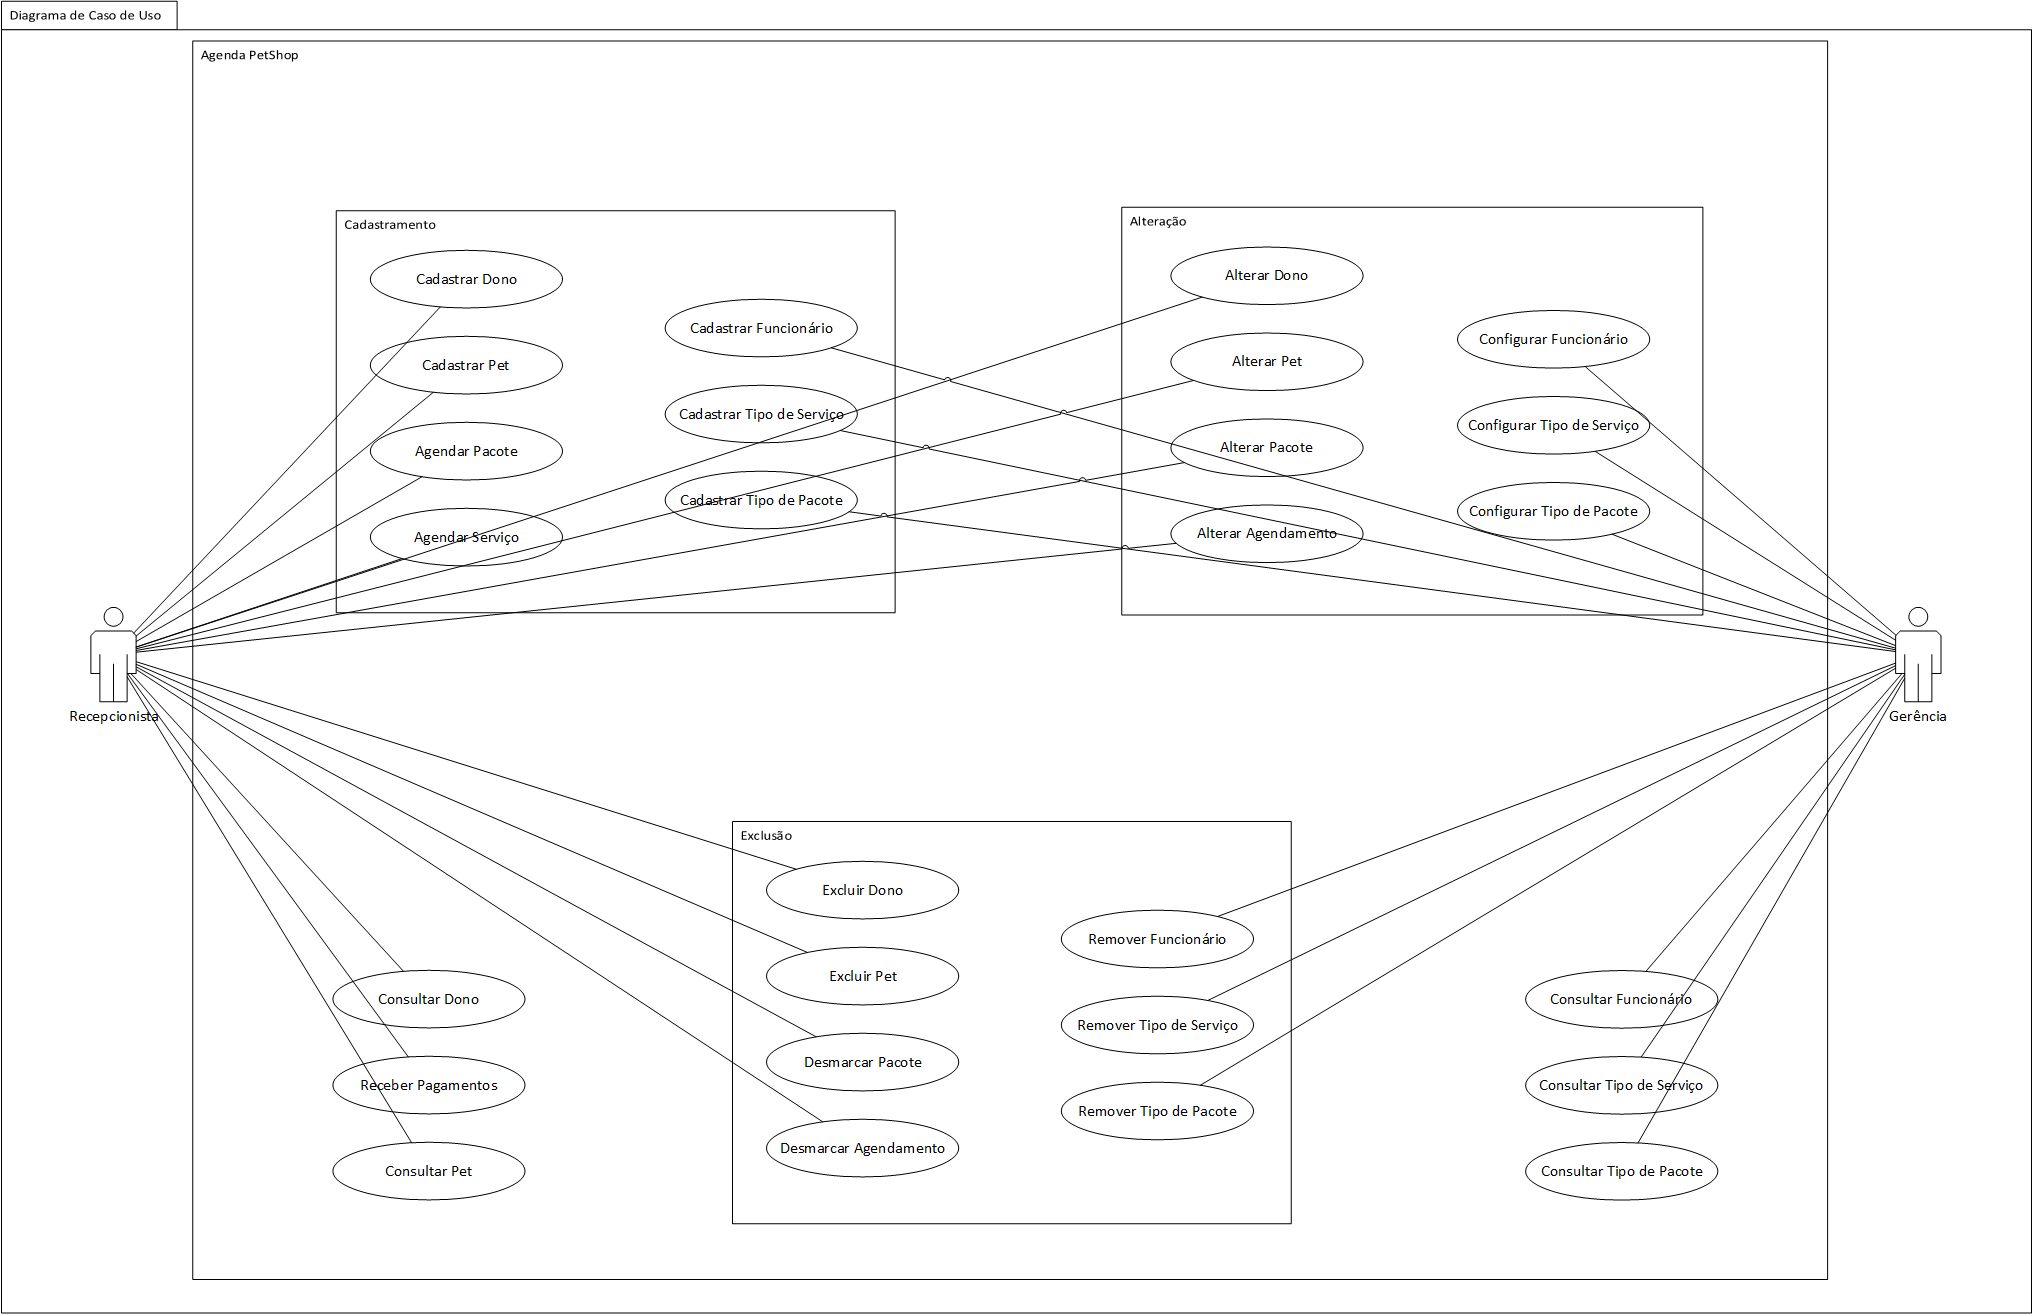 Diagrama de Caso de Uso
Agenda PetShop
Cadastramento
Cadastrar Dono
Cadastrar Pet
Agendar Pacote
Agendar Serviço
Cadastrar Funcionário
Cadastrar Tipo de Serviço
Cadastrar Tipo de Pacote
Alteração
Alterar Dono
Alterar Pet
Alterar Pacote
Alterar Agendamento
Configurar Funcionário
Configurar Tipo de Serviço
Configurar Tipo de Pacote
Recepcionista
Gerência
Exclusão
Excluir Dono
Excluir Pet
Desmarcar Pacote
Desmarcar Agendamento
Remover Funcionário
Remover Tipo de Serviço
Remover Tipo de Pacote
Consultar Dono
Receber Pagamentos
Consultar Pet
Consultar Funcionário
Consultar Tipo de Serviço
Consultar Tipo de Pacote